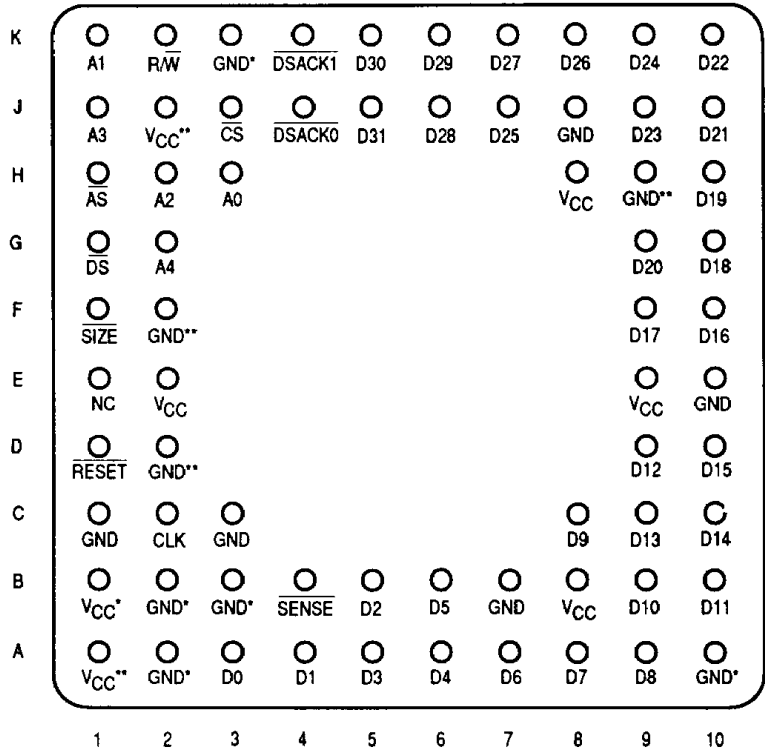 K
A1 R/W GND* DSACK1 D30 D29 D27 D26 D24 D22
J
A3 VCC** CS DSACK0 D31 D28 D25 GND D23 D21
H
AS A2 A0 VCC GND** D19
G
DS A4 D20 D18
F
SIZE GND** D17 D16
E
NC VCC VCC GND
D
RESET GND** D12 D15
C
GND CLK GND D9 D13 D14
B
VCC* GND* GND* SENSE D2 D5 GND VCC D10 D11
A
VCC** GND* D0 D1 D3 D4 D6 D7 D8 GND*
1 2 3 4 5 6 7 8 9 10